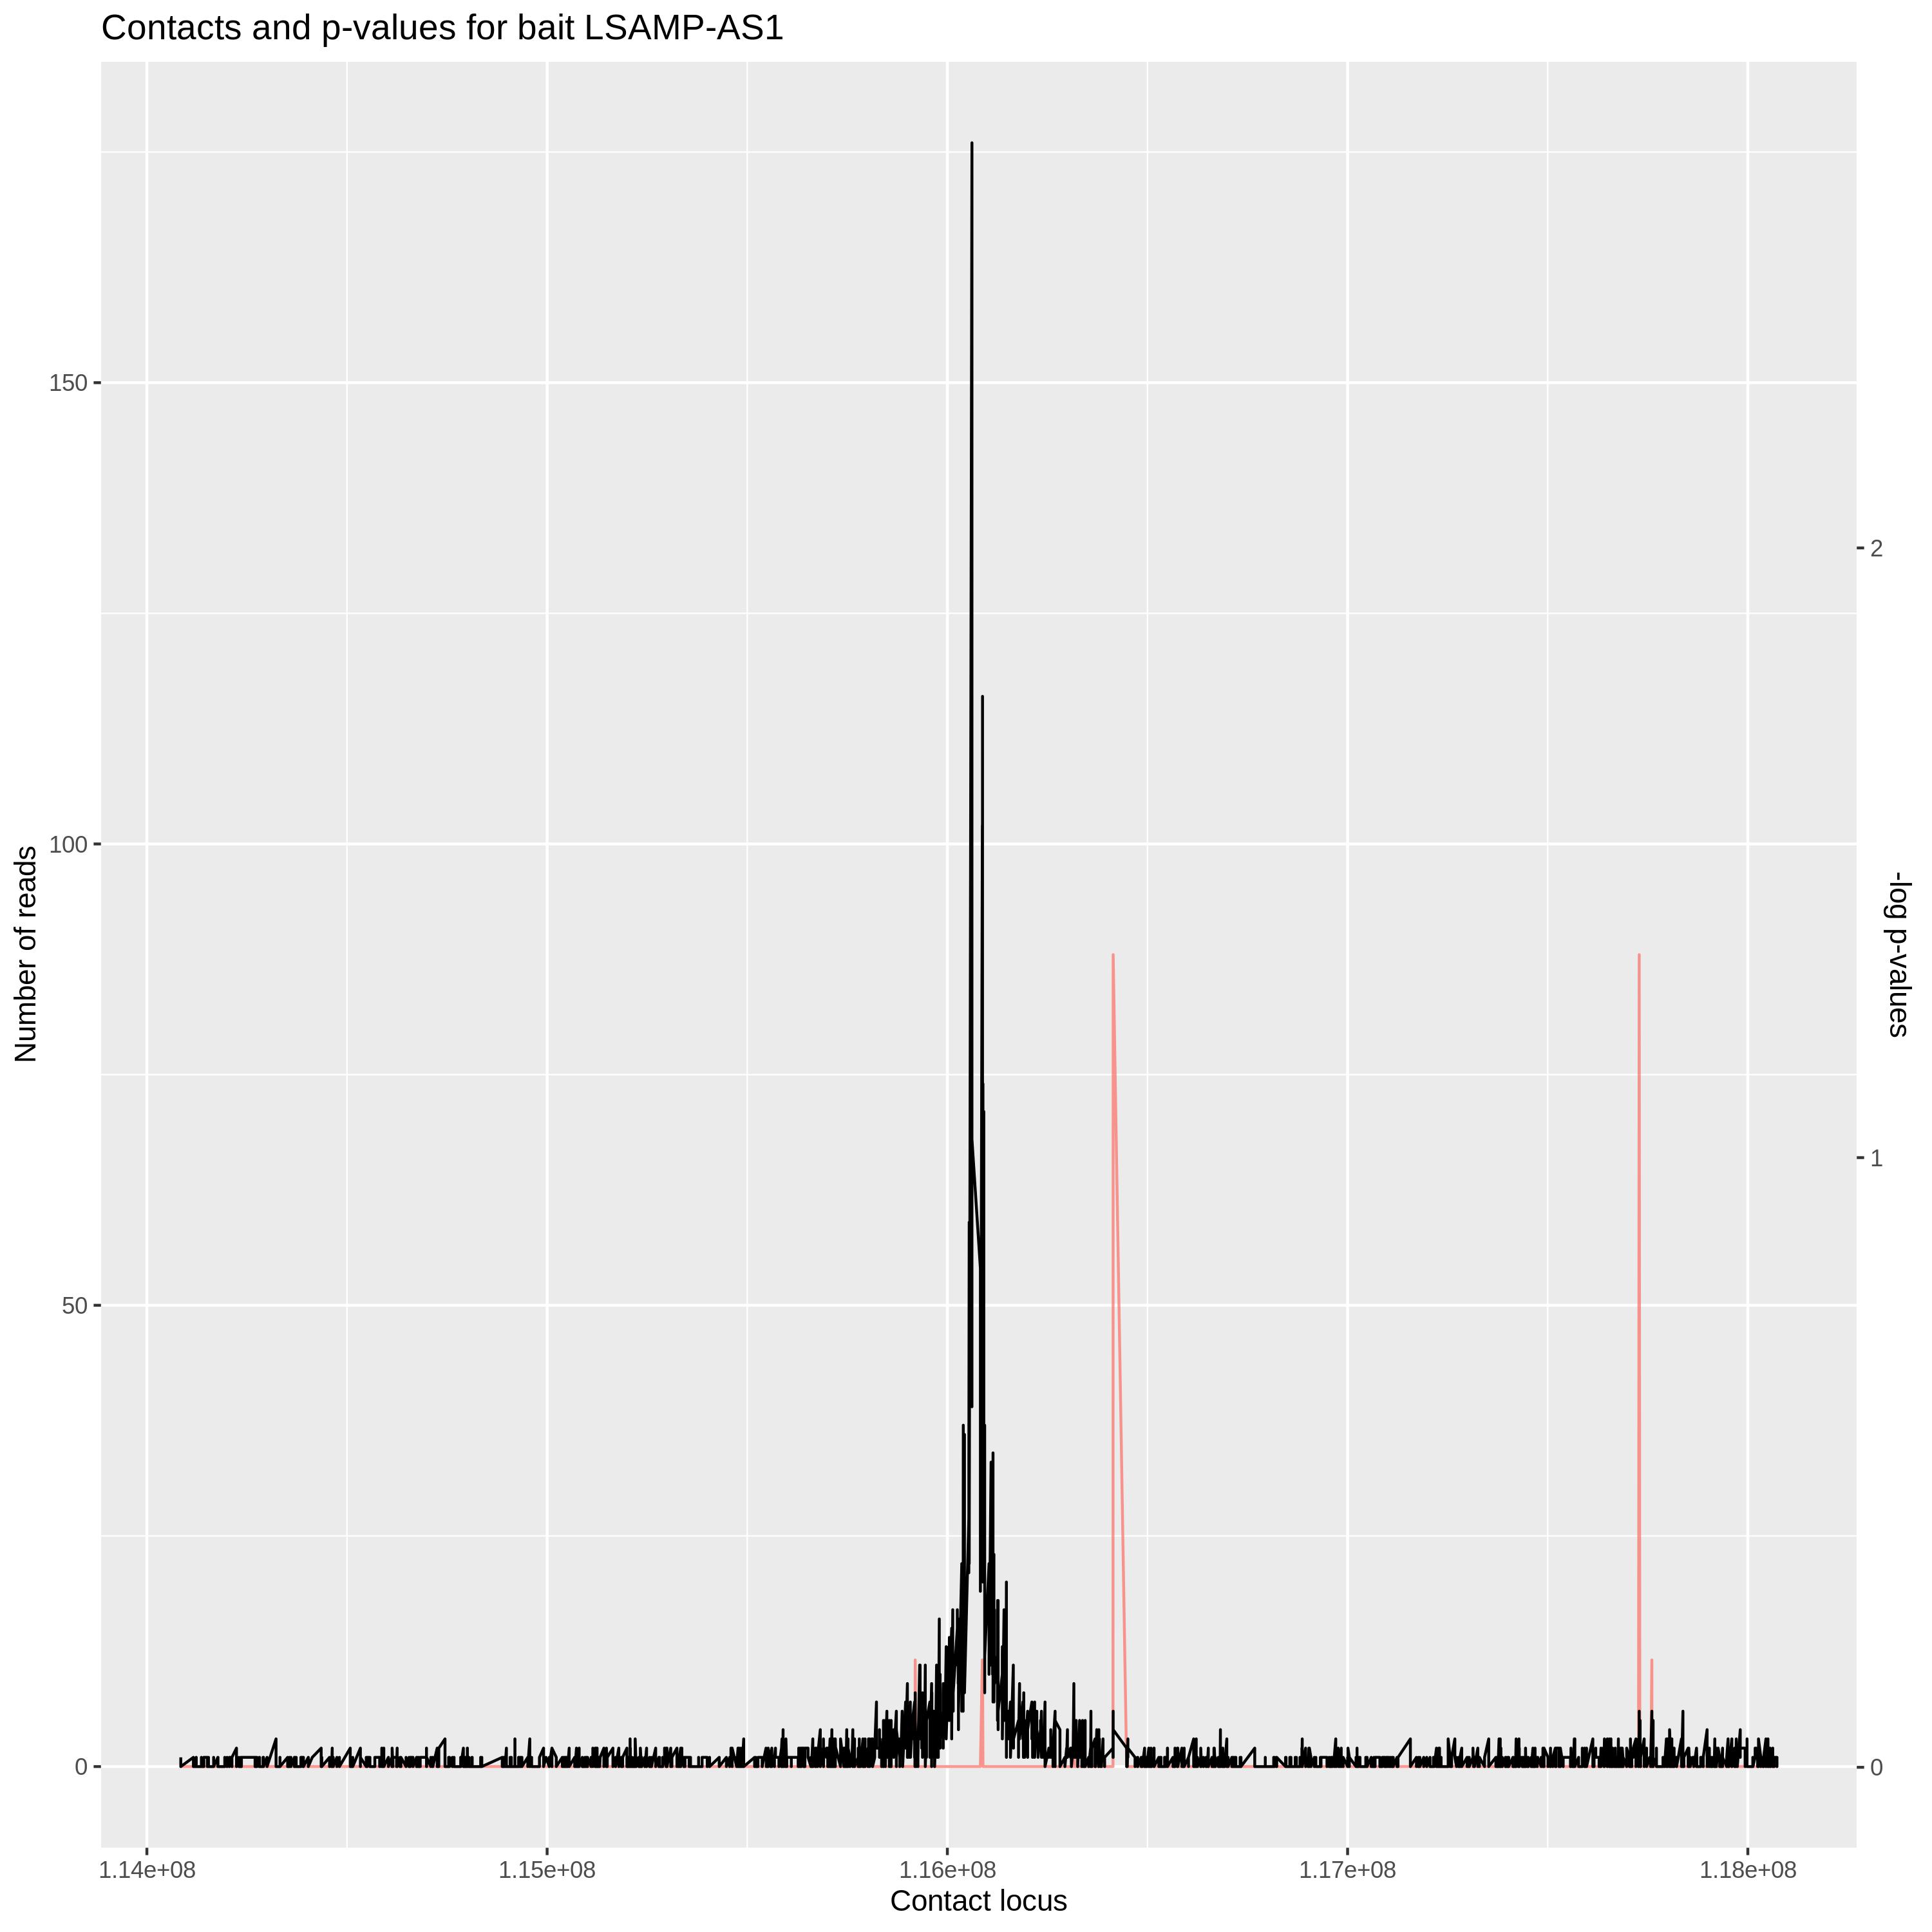 Contacts and p-values for bait LSAMP-AS1
150
100
50
0
Number of reads
2
1
0
-log p-values
1.14e+08
1.15e+08
1.16e+08
1.17e+08
1.18e+08
Contact locus